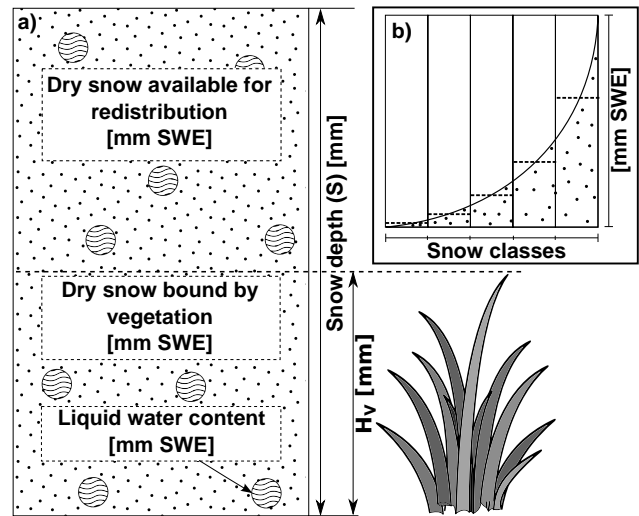 a)
Dry snow available for
redistribution
[mm SWE]
Dry snow bound by
vegetation
[mm SWE]
Liquid water content
[mm SWE]
Snow depth (S) [mm]
Hv [mm]
b)
[mm SWE]
Snow classes